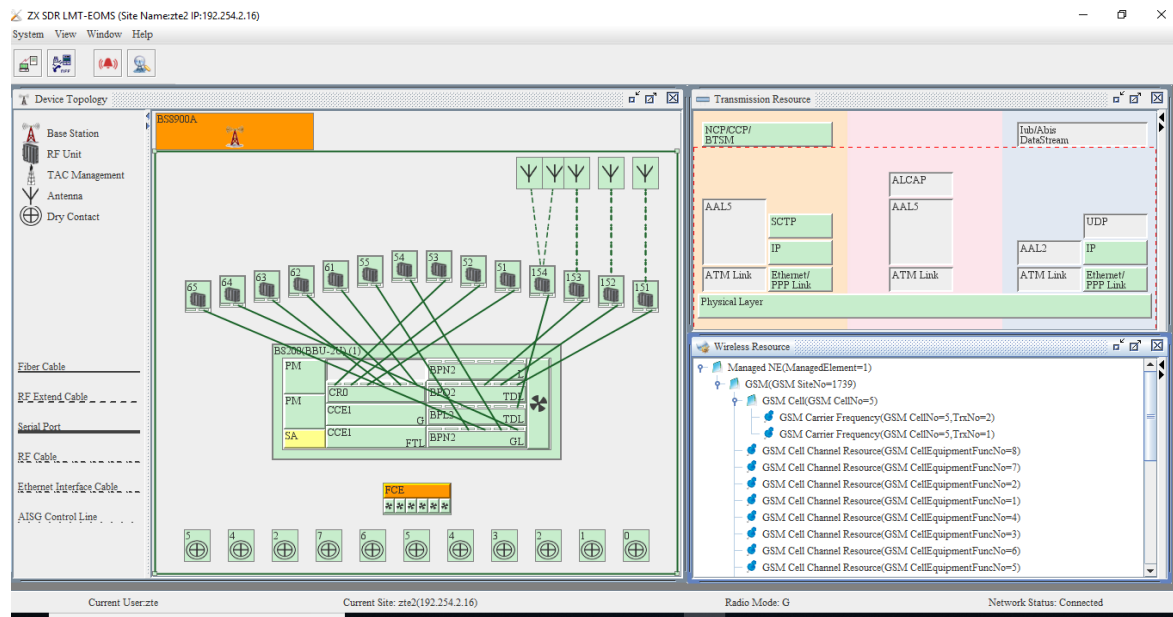 ZX SDR LMT-EOMS (Site Name:zte2 IP:192.254.2.16)
System View Window Help
OFF
Device Topology
Base Station
RF Unit
TAC Management
Antenna
Dry Contact
Fiber Cable
RF Extend Cable
Serial Port
RF Cable
Ethernet Interface Cable
AISG Control Line
BS8900A
65 64 63 62 61 55 54 53 52 51 154 153 152 151
BS200(BBU-2U) (1)
PM
PM
SA
CR0
CCE1
G
CCE1
FTL
BPN2
L
TDL
TDL
BPN2
GL
FCE
5 4 2 7 6 5 4 3 2 1 0
Transmission Resource
NCP/CCP/
BTSM
Iub/Abis
DataStream
ALCAP
AAL5
AAL5
SCTP
UDP
IP
AAL2
IP
ATM Link
Ethernet/
PPP Link
ATM Link
ATM Link
Ethernet/
PPP Link
Physical Layer
Wireless Resource
Managed NE(ManagedElement=1)
GSM(GSM SiteNo=1739)
GSM Cell(GSM CellNo=5)
GSM Carrier Frequency(GSM CellNo=5,TrxNo=2)
GSM Carrier Frequency(GSM CellNo=5,TrxNo=1)
GSM Cell Channel Resource(GSM CellEquipmentFuncNo=8)
GSM Cell Channel Resource(GSM CellEquipmentFuncNo=7)
GSM Cell Channel Resource(GSM CellEquipmentFuncNo=2)
GSM Cell Channel Resource(GSM CellEquipmentFuncNo=1)
GSM Cell Channel Resource(GSM CellEquipmentFuncNo=4)
GSM Cell Channel Resource(GSM CellEquipmentFuncNo=3)
GSM Cell Channel Resource(GSM CellEquipmentFuncNo=6)
GSM Cell Channel Resource(GSM CellEquipmentFuncNo=5)
Current User:zte
Current Site: zte2(192.254.2.16)
Radio Mode: G
Network Status: Connected